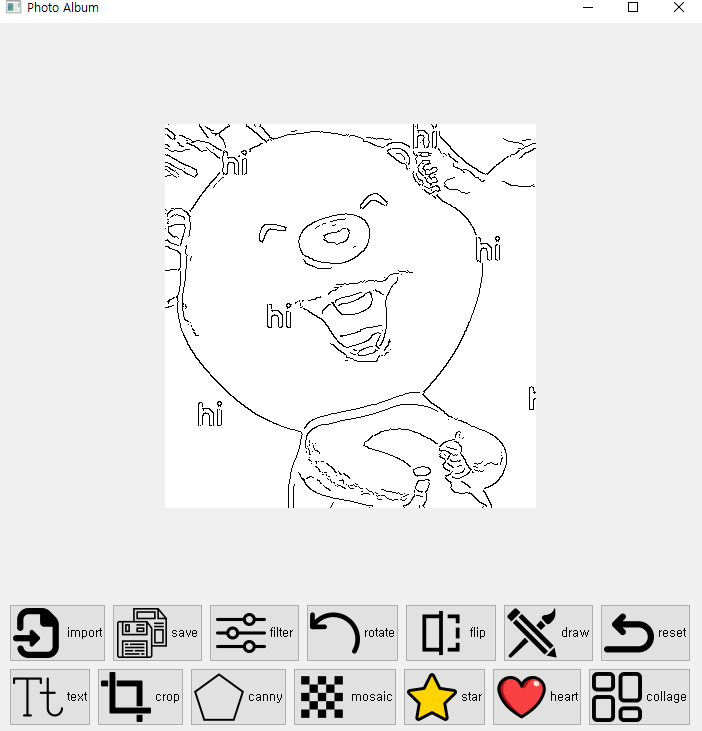 Photo Album
hi
hi
hi
hi
hi
import save filter rotate flip draw reset
Tt text crop canny mosaic star heart collage